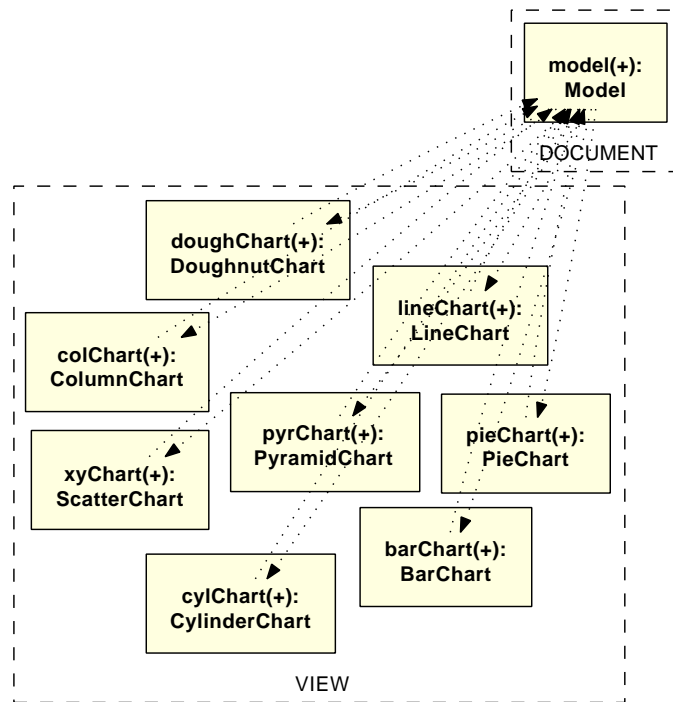 model(+):
Model
DOCUMENT
doughChart(+):
DoughnutChart
lineChart(+):
LineChart
colChart(+):
ColumnChart
pyrChart(+):
PyramidChart
pieChart(+):
PieChart
xyChart(+):
ScatterChart
barChart(+):
BarChart
cylChart(+):
CylinderChart
VIEW